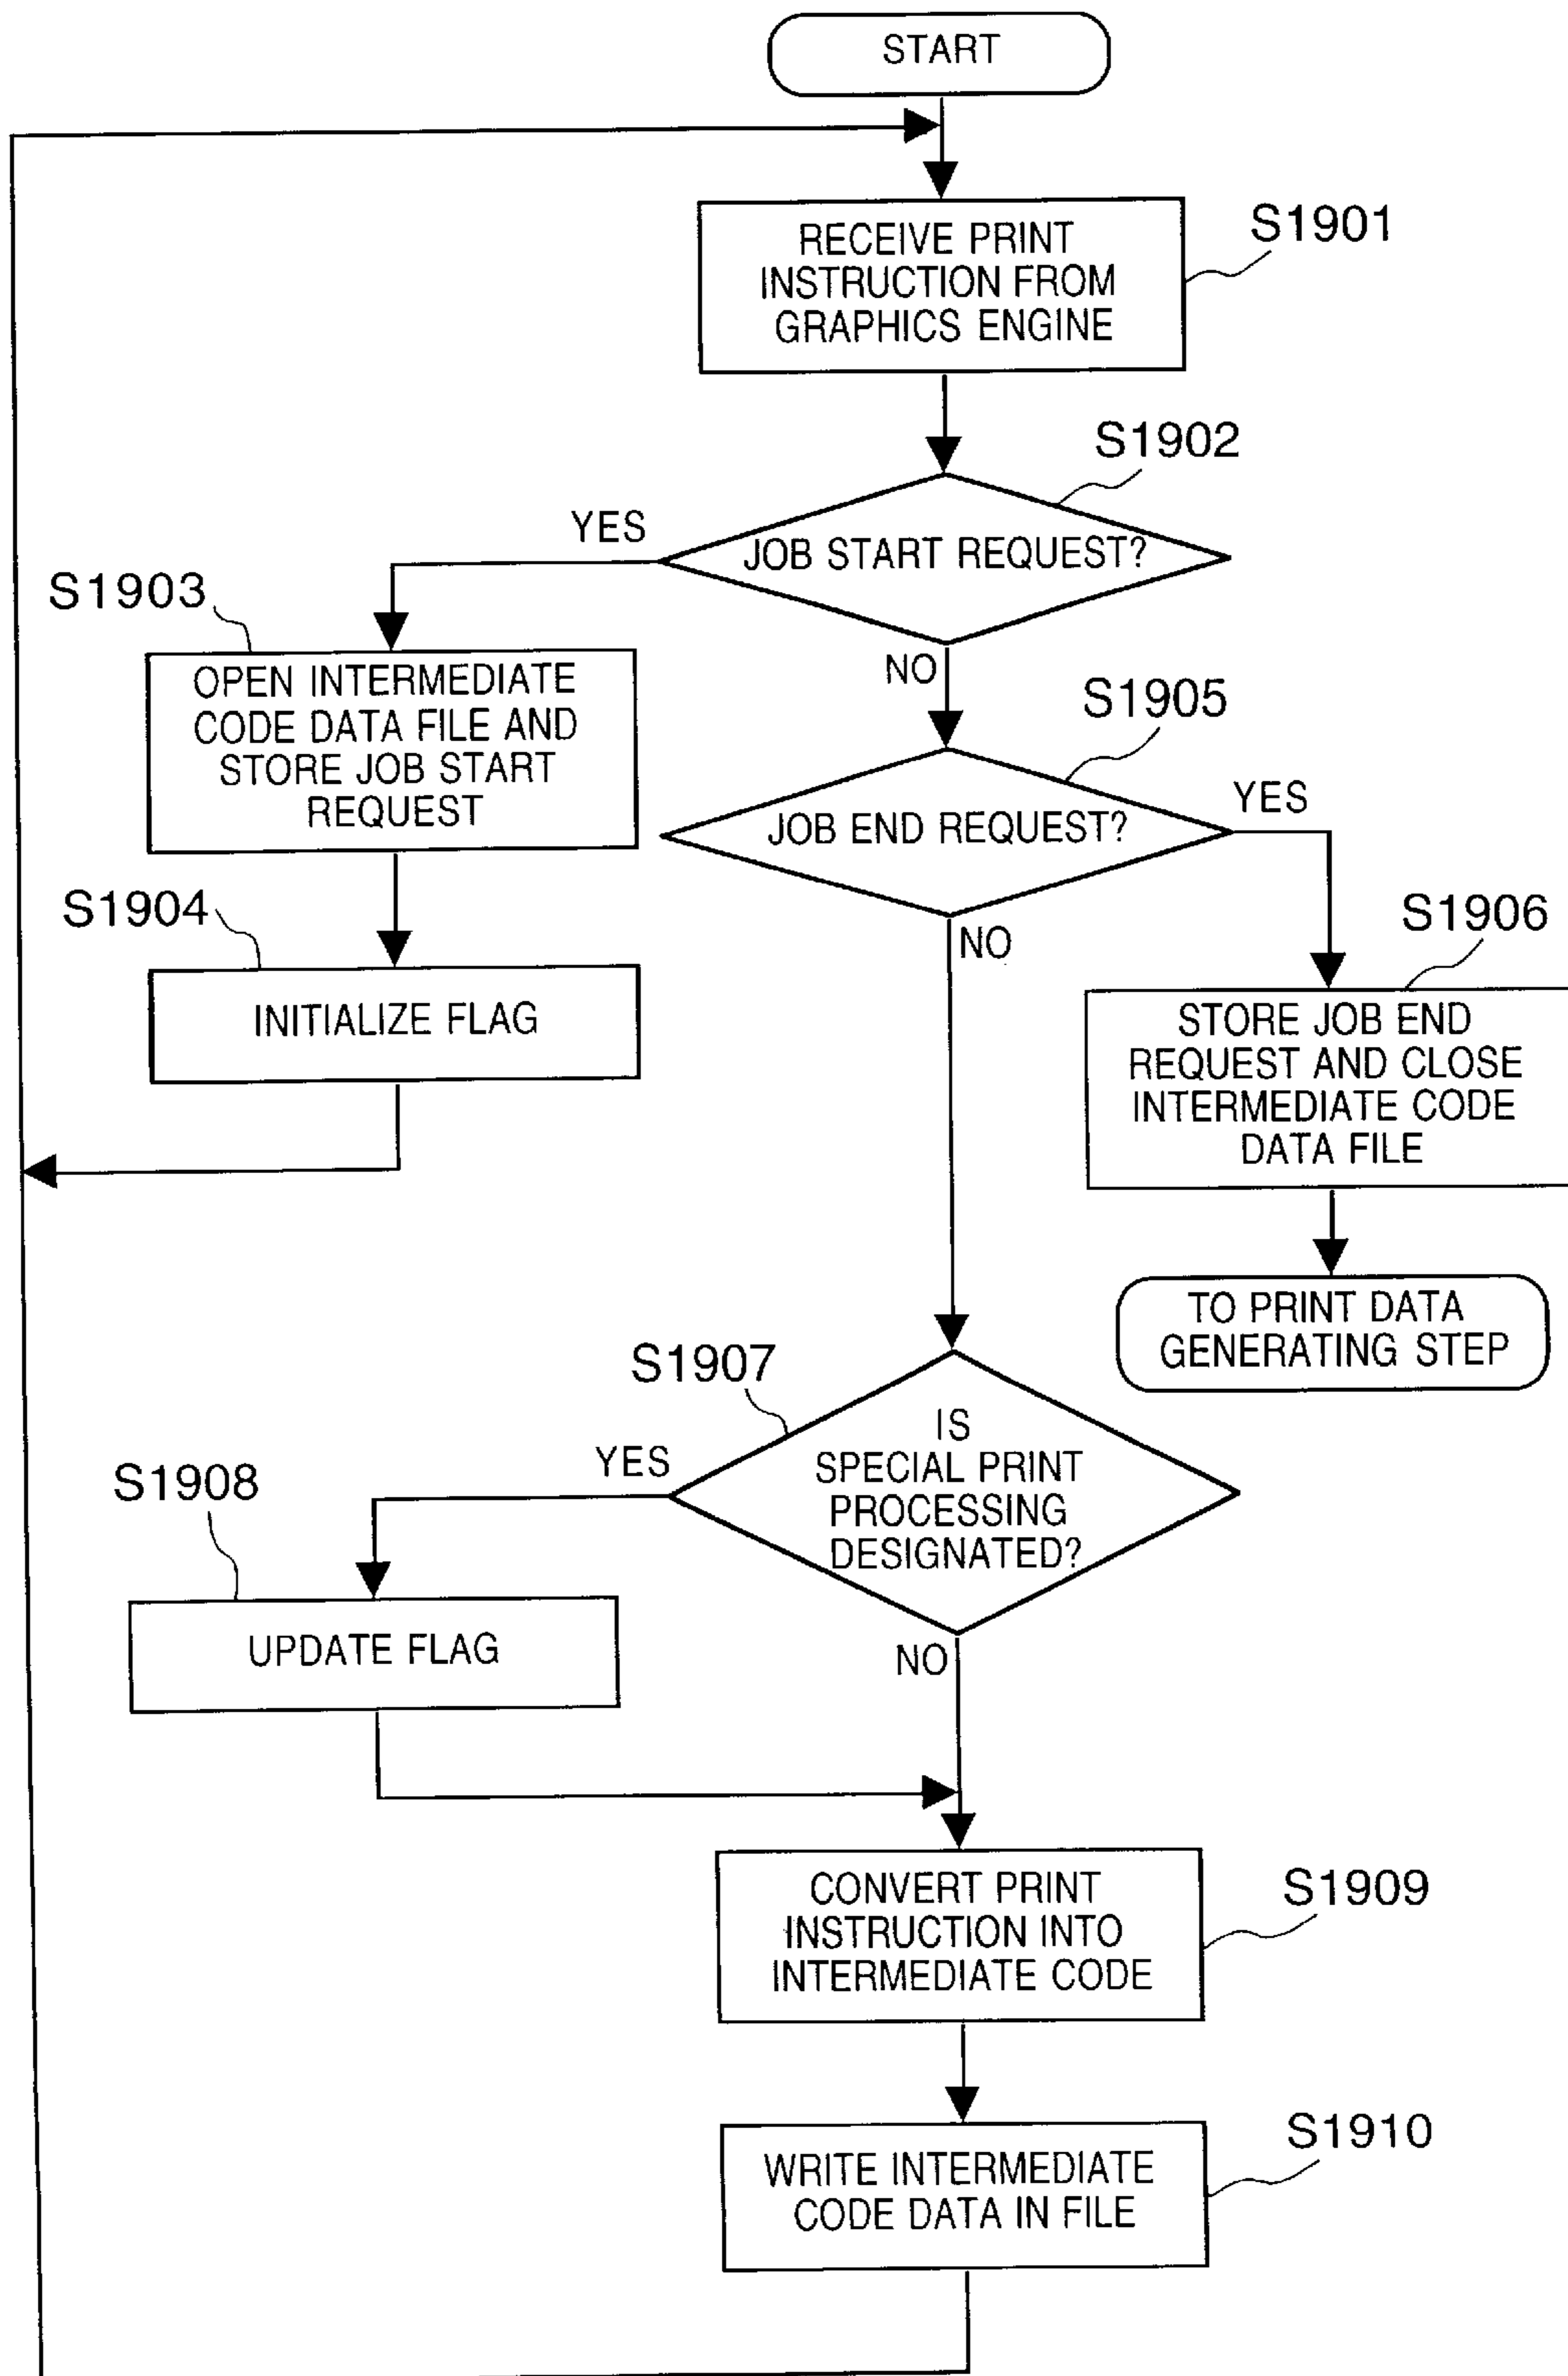 START
RECEIVE PRINT
INSTRUCTION FROM
GRAPHICS ENGINE
S1901
S1902
YES
JOB START REQUEST?
S1903
OPEN INTERMEDIATE
CODE DATA FILE AND
STORE JOB START
REQUEST
NO
S1905
JOB END REQUEST?
YES
S1904
INITIALIZE FLAG
NO
S1906
STORE JOB END
REQUEST AND CLOSE
INTERMEDIATE CODE
DATA FILE
TO PRINT DATA
GENERATING STEP
S1907
IS
SPECIAL PRINT
PROCESSING
DESIGNATED?
YES
S1908
UPDATE FLAG
NO
CONVERT PRINT
INSTRUCTION INTO
INTERMEDIATE CODE
S1909
WRITE INTERMEDIATE
CODE DATA IN FILE
S1910